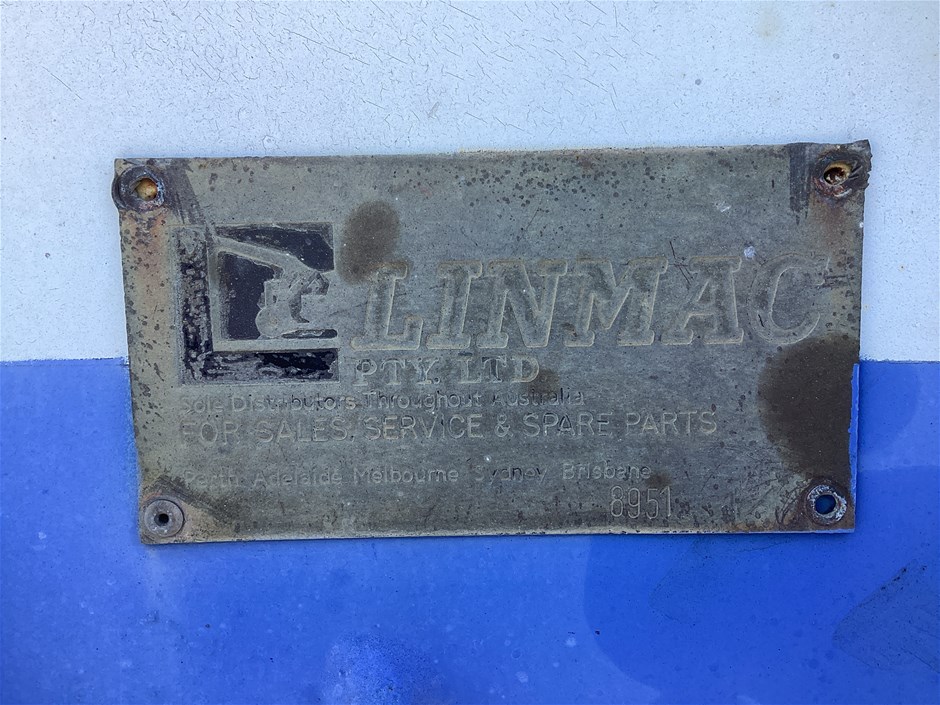 LINMAC
PTY. LTD
Sole Distributors Throughout Australia
FOR SALES, SERVICE & SPARE PARTS
Perth Adelaide Melbourne Sydney Brisbane
8951